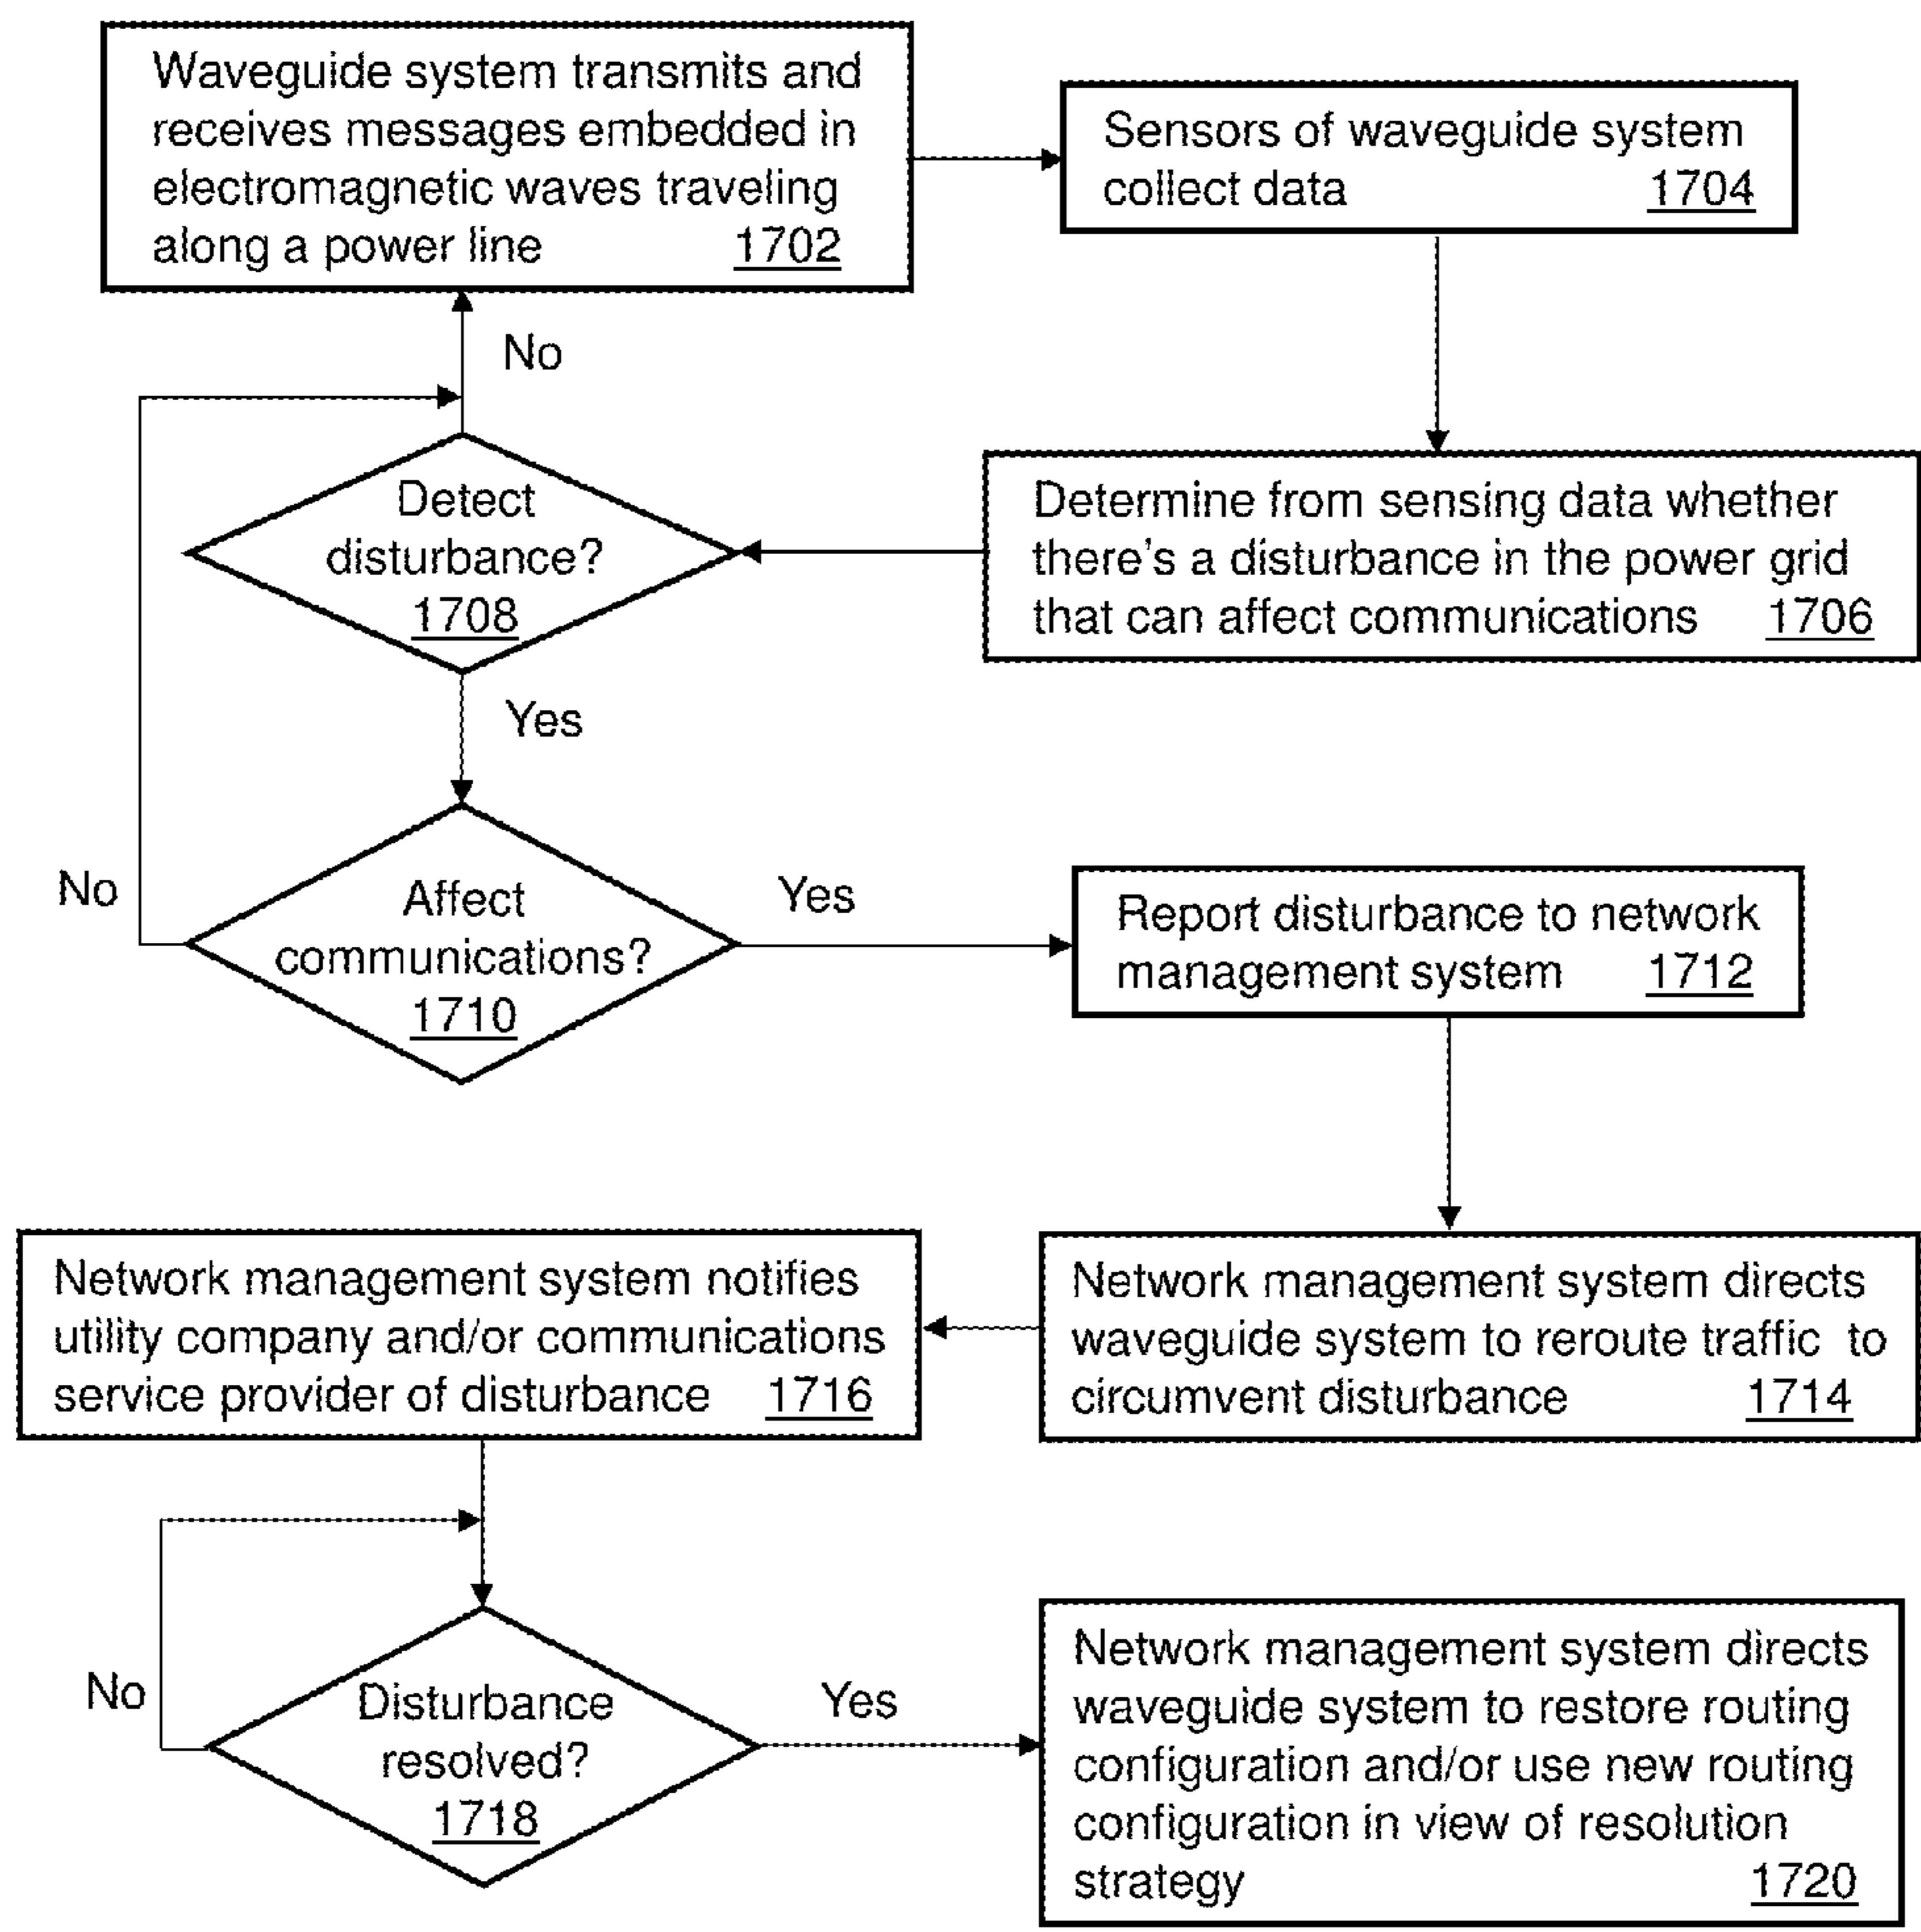 Waveguide system transmits and
receives messages embedded in
electromagnetic waves traveling
along a power line 1702
Sensors of waveguide system
collect data 1704
No
Detect
disturbance?
1708
Determine from sensing data whether
there's a disturbance in the power grid
that can affect communications 1706
Yes
No
Affect
communications?
1710
Yes
Report disturbance to network
management system 1712
Network management system notifies
utility company and/or communications
service provider of disturbance 1716
Network management system directs
waveguide system to reroute traffic to
circumvent disturbance 1714
No
Disturbance
resolved?
1718
Yes
Network management system directs
waveguide system to restore routing
configuration and/or use new routing
configuration in view of resolution
strategy 1720